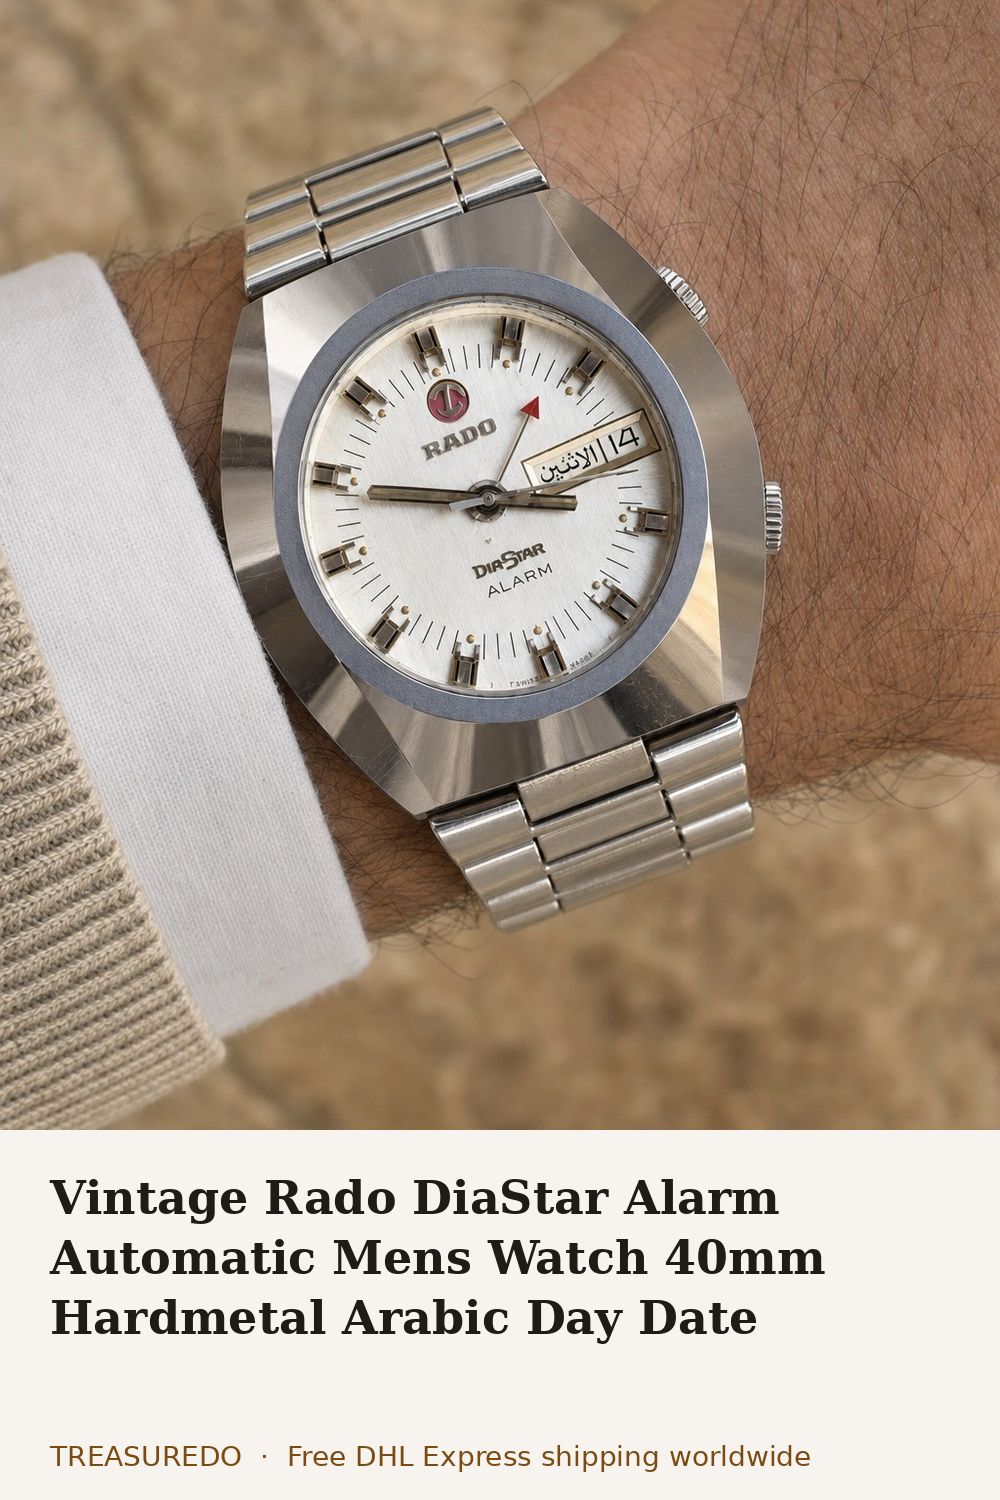 RADO
الاثنين 14
DIASTAR
ALARM
Vintage Rado DiaStar Alarm
Automatic Mens Watch 40mm
Hardmetal Arabic Day Date
TREASUREDO · Free DHL Express shipping worldwide